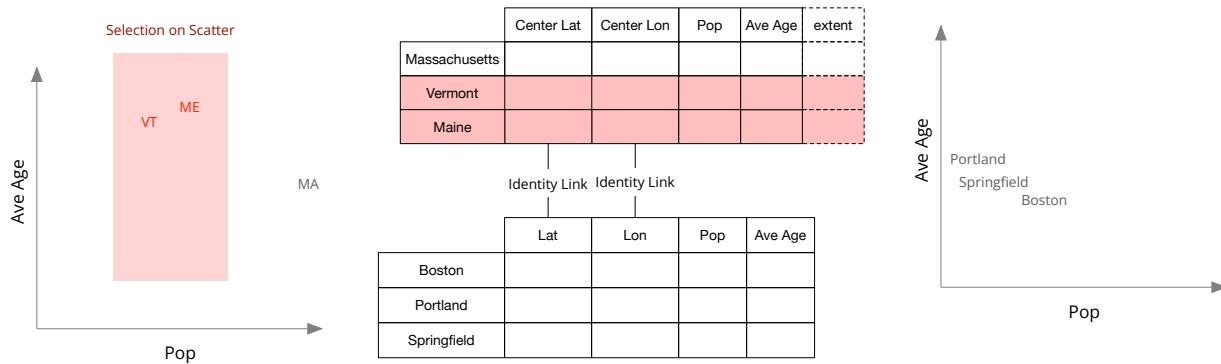 Selection on Scatter
ME
VT
MA
Ave Age
Pop
Center Lat Center Lon Pop Ave Age extent
Massachusetts
Vermont
Maine
Identity Link Identity Link
Lat Lon Pop Ave Age
Boston
Portland
Springfield
Ave Age
Portland
Springfield
Boston
Pop